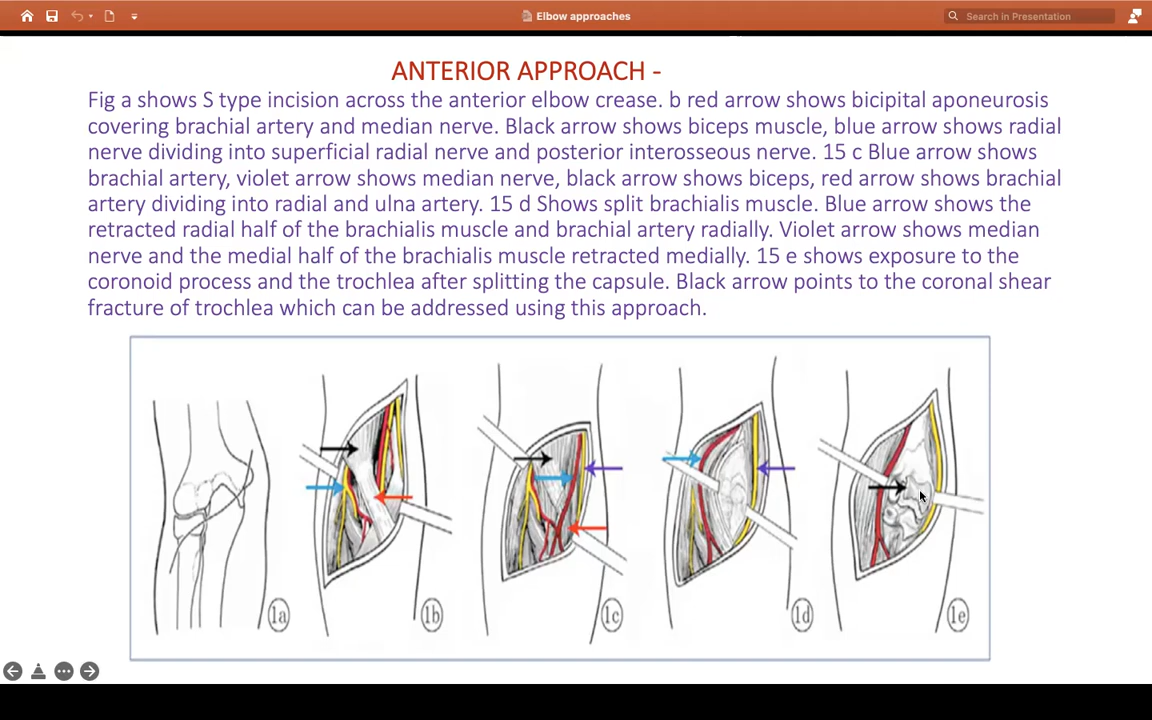 Elbow approaches
Search in Presentation
ANTERIOR APPROACH -
Fig a shows S type incision across the anterior elbow crease. b red arrow shows bicipital aponeurosis
covering brachial artery and median nerve. Black arrow shows biceps muscle, blue arrow shows radial
nerve dividing into superficial radial nerve and posterior interosseous nerve. 15 c Blue arrow shows
brachial artery, violet arrow shows median nerve, black arrow shows biceps, red arrow shows brachial
artery dividing into radial and ulna artery. 15 d Shows split brachialis muscle. Blue arrow shows the
retracted radial half of the brachialis muscle and brachial artery radially. Violet arrow shows median
nerve and the medial half of the brachialis muscle retracted medially. 15 e shows exposure to the
coronoid process and the trochlea after splitting the capsule. Black arrow points to the coronal shear
fracture of trochlea which can be addressed using this approach.
1a
1b
1c
1d
1e